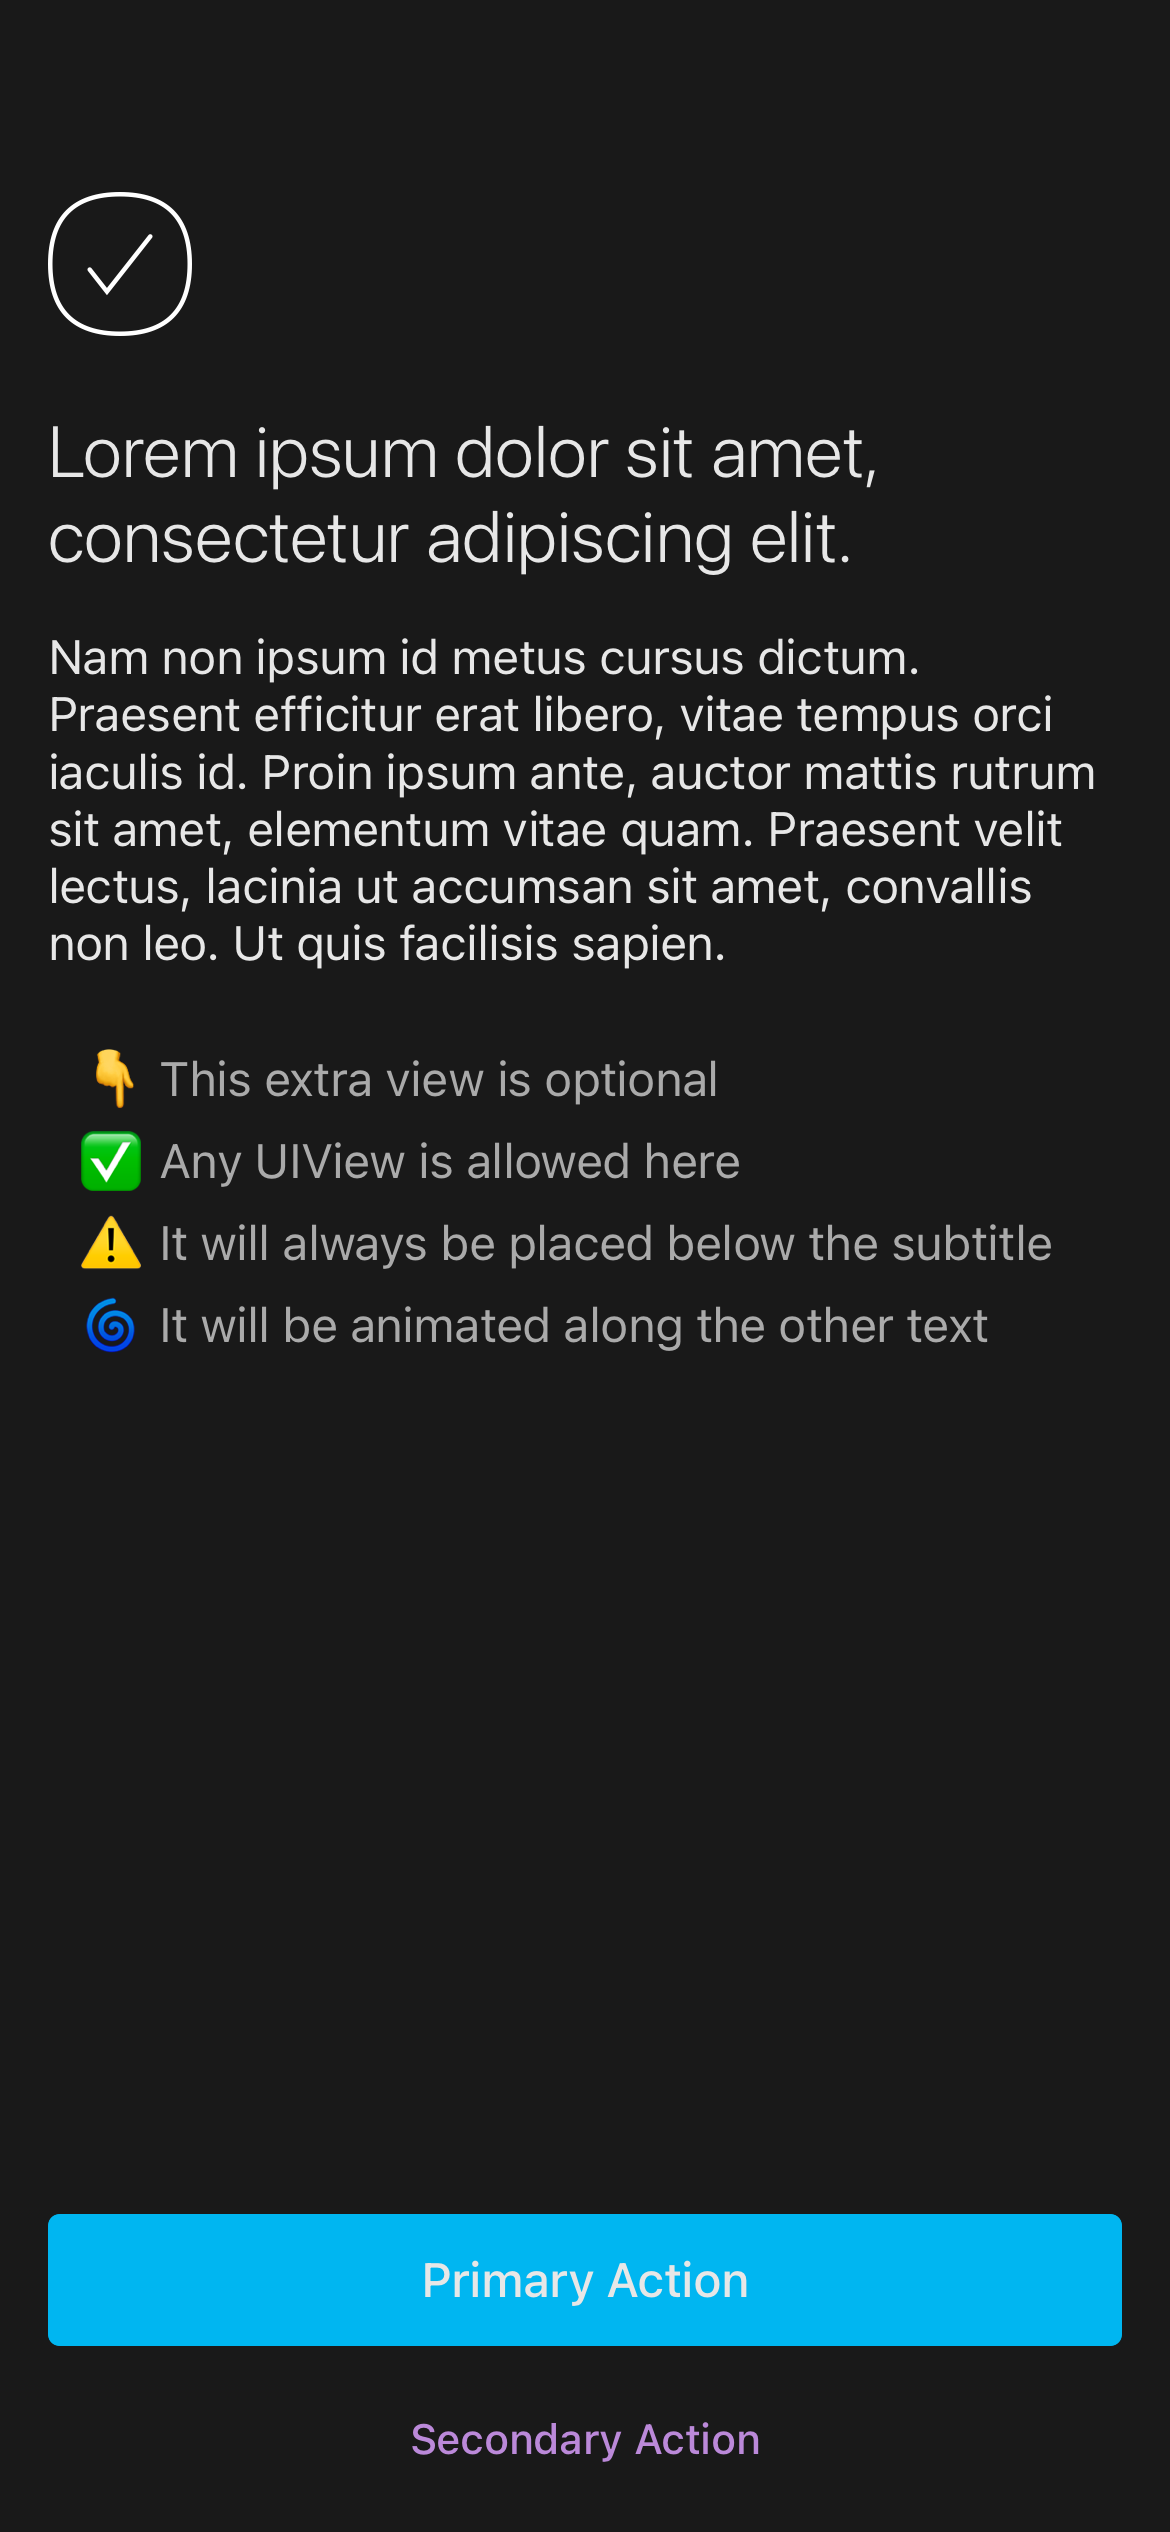 Lorem ipsum dolor sit amet,
consectetur adipiscing elit.
Nam non ipsum id metus cursus dictum.
Praesent efficitur erat libero, vitae tempus orci
iaculis id. Proin ipsum ante, auctor mattis rutrum
sit amet, elementum vitae quam. Praesent velit
lectus, lacinia ut accumsan sit amet, convallis
non leo. Ut quis facilisis sapien.
👇 This extra view is optional
✅ Any UIView is allowed here
⚠️ It will always be placed below the subtitle
🌀 It will be animated along the other text
Primary Action
Secondary Action